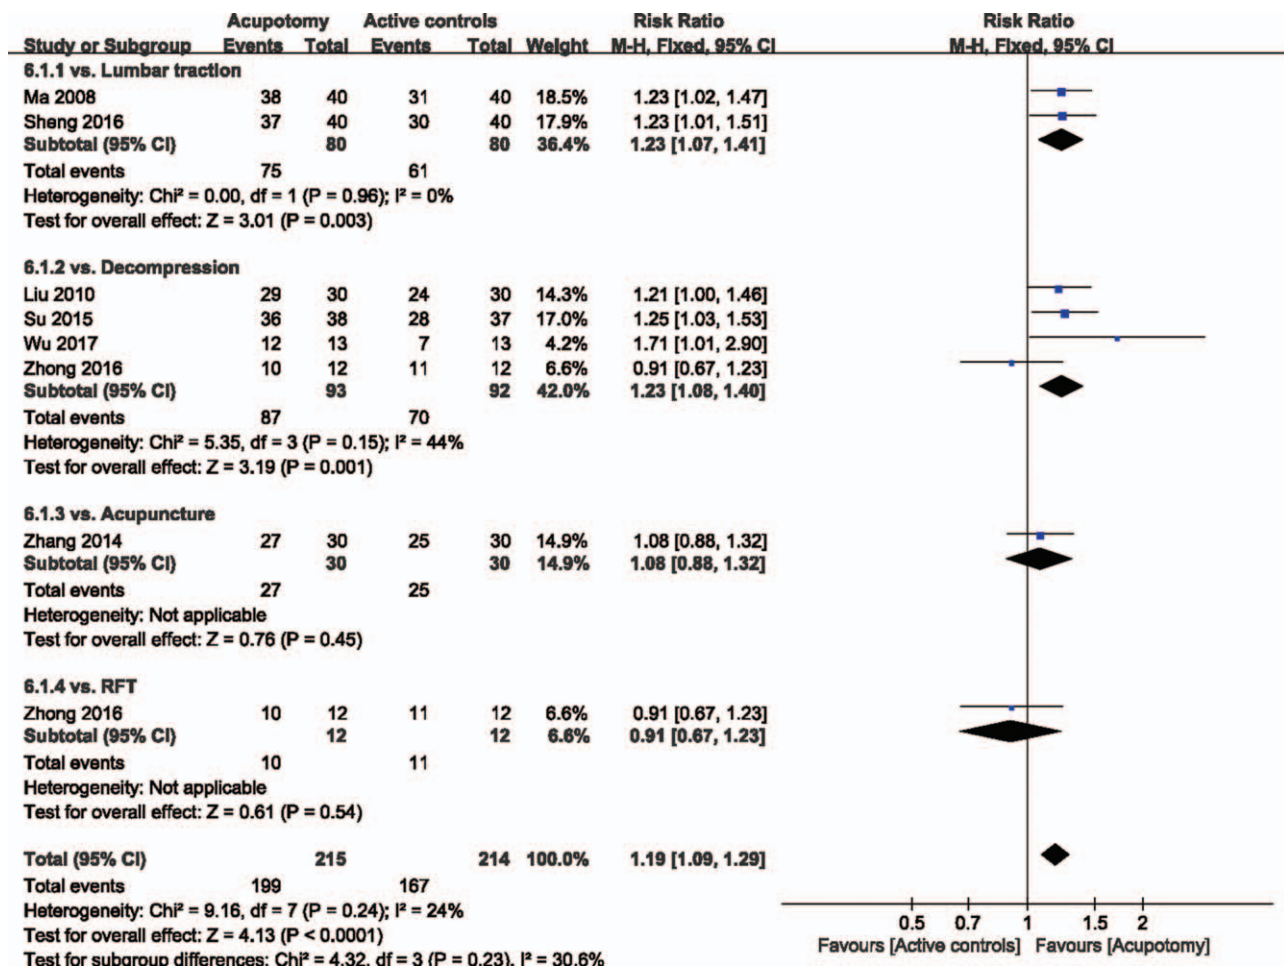 Acupotomy Active controls Risk Ratio Risk Ratio
Study or Subgroup Events Total Events Total Weight M-H, Fixed, 95% CI M-H, Fixed, 95% CI
6.1.1 vs. Lumbar traction
Ma 2008 38 40 31 40 18.5% 1.23 [1.02, 1.47]
Sheng 2016 37 40 30 40 17.9% 1.23 [1.01, 1.51]
Subtotal (95% CI) 80 80 36.4% 1.23 [1.07, 1.41]
Total events 75 61
Heterogeneity: Chi² = 0.00, df = 1 (P = 0.96); I² = 0%
Test for overall effect: Z = 3.01 (P = 0.003)
6.1.2 vs. Decompression
Liu 2010 29 30 24 30 14.3% 1.21 [1.00, 1.46]
Su 2015 36 38 28 37 17.0% 1.25 [1.03, 1.53]
Wu 2017 12 13 7 13 4.2% 1.71 [1.01, 2.90]
Zhong 2016 10 12 11 12 6.6% 0.91 [0.67, 1.23]
Subtotal (95% CI) 93 92 42.0% 1.23 [1.08, 1.40]
Total events 87 70
Heterogeneity: Chi² = 5.35, df = 3 (P = 0.15); I² = 44%
Test for overall effect: Z = 3.19 (P = 0.001)
6.1.3 vs. Acupuncture
Zhang 2014 27 30 25 30 14.9% 1.08 [0.88, 1.32]
Subtotal (95% CI) 30 30 14.9% 1.08 [0.88, 1.32]
Total events 27 25
Heterogeneity: Not applicable
Test for overall effect: Z = 0.76 (P = 0.45)
6.1.4 vs. RFT
Zhong 2016 10 12 11 12 6.6% 0.91 [0.67, 1.23]
Subtotal (95% CI) 12 12 6.6% 0.91 [0.67, 1.23]
Total events 10 11
Heterogeneity: Not applicable
Test for overall effect: Z = 0.61 (P = 0.54)
Total (95% CI) 215 214 100.0% 1.19 [1.09, 1.29]
Total events 199 167
Heterogeneity: Chi² = 9.16, df = 7 (P = 0.24); I² = 24%
Test for overall effect: Z = 4.13 (P < 0.0001)
Test for subgroup differences: Chi² = 4.32, df = 3 (P = 0.23), I² = 30.6%
0.5 0.7 1 1.5 2
Favours [Active controls] Favours [Acupotomy]